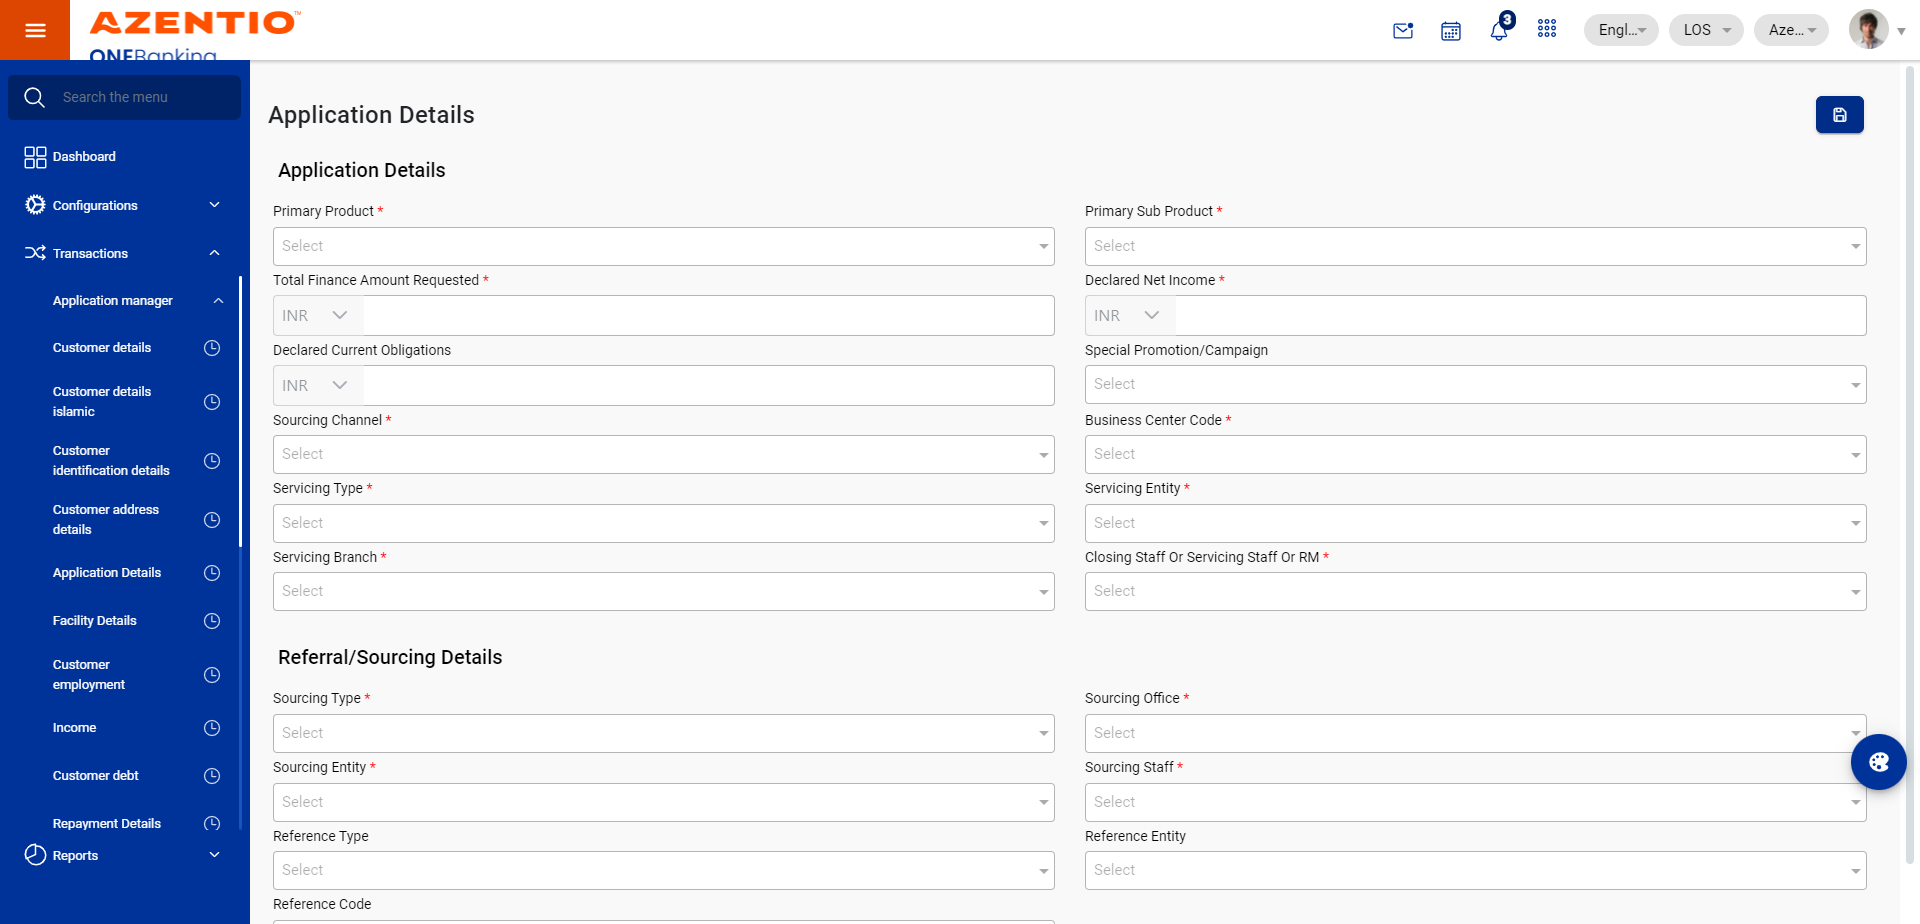 AZENTIO™
ONEBanking
3
Engl...
LOS
Aze...
Search the menu
Dashboard
Configurations
Transactions
Application manager
Customer details
Customer details
islamic
Customer
identification details
Customer address
details
Application Details
Facility Details
Customer
employment
Income
Customer debt
Repayment Details
Reports
Application Details
Application Details
Primary Product *
Primary Sub Product *
Select
Select
Total Finance Amount Requested *
Declared Net Income *
INR
INR
Declared Current Obligations
Special Promotion/Campaign
INR
Select
Sourcing Channel *
Business Center Code *
Select
Select
Servicing Type *
Servicing Entity *
Select
Select
Servicing Branch *
Closing Staff Or Servicing Staff Or RM *
Select
Select
Referral/Sourcing Details
Sourcing Type *
Sourcing Office *
Select
Select
Sourcing Entity *
Sourcing Staff *
Select
Select
Reference Type
Reference Entity
Select
Select
Reference Code